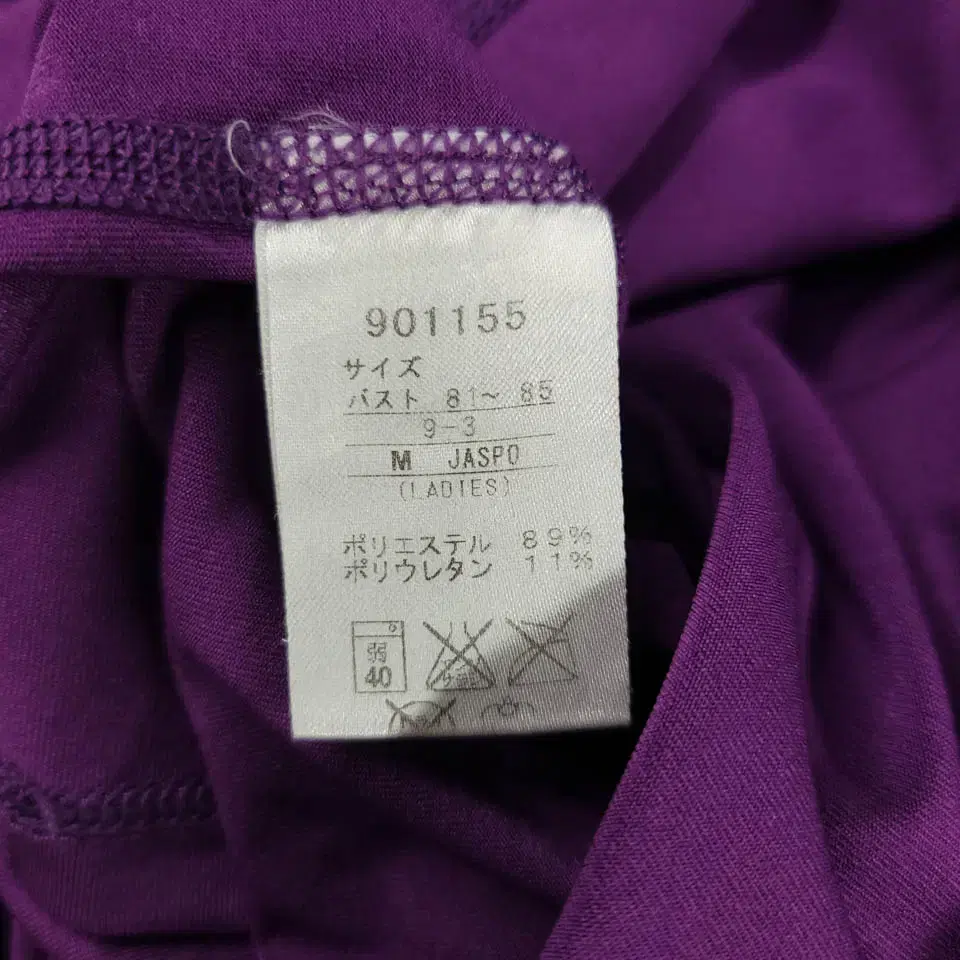 901155
サイズ
バスト 81～ 85
9-3
M JASPO
(LADIES)
ポリエステル 89%
ポリウレタン 11%
弱
40